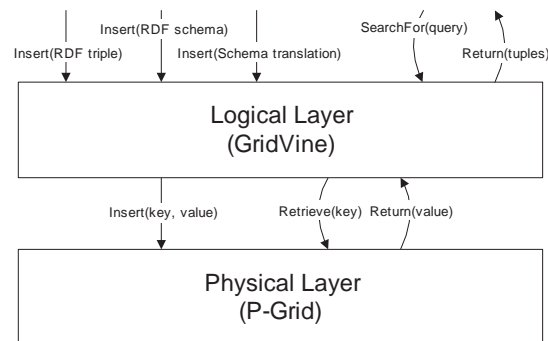 Insert(RDF schema)
SearchFor(query)
Insert(RDF triple)
Insert(Schema translation)
Return(tuples)
Logical Layer
(GridVine)
Insert(key, value)
Retrieve(key)
Return(value)
Physical Layer
(P-Grid)